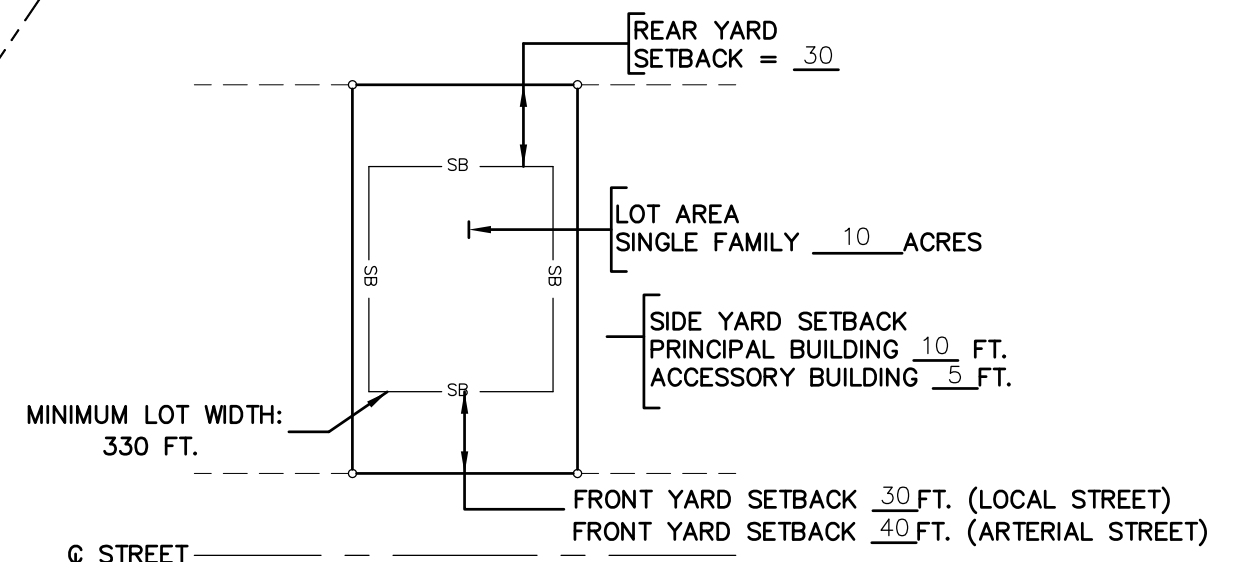 REAR YARD
SETBACK = 30
SB
LOT AREA
SINGLE FAMILY 10 ACRES
SB
SB
SIDE YARD SETBACK
PRINCIPAL BUILDING 10 FT.
ACCESSORY BUILDING 5 FT.
SB
MINIMUM LOT WIDTH:
330 FT.
FRONT YARD SETBACK 30 FT. (LOCAL STREET)
FRONT YARD SETBACK 40 FT. (ARTERIAL STREET)
℄ STREET